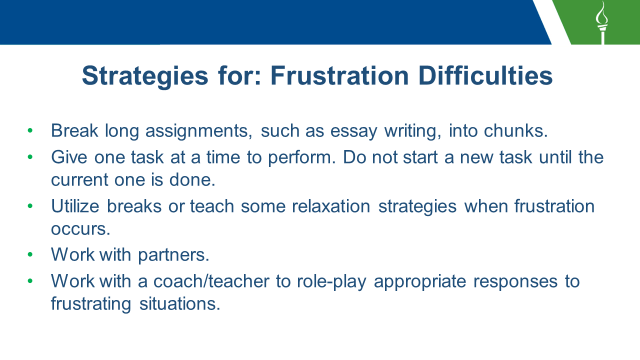 Strategies for: Frustration Difficulties
• Break long assignments, such as essay writing, into chunks.
• Give one task at a time to perform. Do not start a new task until the
current one is done.
• Utilize breaks or teach some relaxation strategies when frustration
occurs.
• Work with partners.
• Work with a coach/teacher to role-play appropriate responses to
frustrating situations.